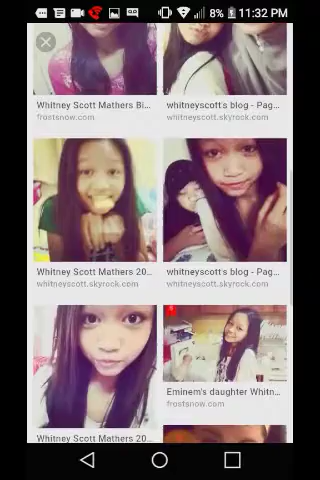 8% 11:32 PM
Whitney Scott Mathers Bi...
frostsnow.com
whitneyscott's blog - Pag...
whitneyscott.skyrock.com
Whitney Scott Mathers 20...
whitneyscott.skyrock.com
whitneyscott's blog - Pag...
whitneyscott.skyrock.com
Eminem's daughter Whitn...
frostsnow.com
Whitney Scott Mathers 20...